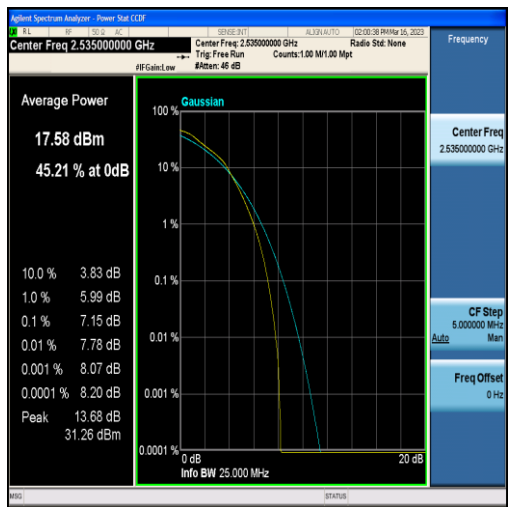 Agilent Spectrum Analyzer - Power Stat CCDF
RL RF 50 Ω AC SENSE:INT ALIGN AUTO 02:00:38 PM Mar 16, 2023
Center Freq 2.535000000 GHz
Center Freq: 2.535000000 GHz Radio Std: None
Trig: Free Run Counts:1.00 M/1.00 Mpt
#IFGain:Low #Atten: 46 dB
Frequency
Average Power
17.58 dBm
45.21 % at 0dB
10.0 % 3.83 dB
1.0 % 5.99 dB
0.1 % 7.15 dB
0.01 % 7.78 dB
0.001 % 8.07 dB
0.0001 % 8.20 dB
Peak 13.68 dB
31.26 dBm
Gaussian
100 %
10 %
1 %
0.1 %
0.01 %
0.001 %
0.0001 %
0 dB 20 dB
Info BW 25.000 MHz
Center Freq
2.535000000 GHz
CF Step
5.000000 MHz
Auto Man
Freq Offset
0 Hz
MSG STATUS